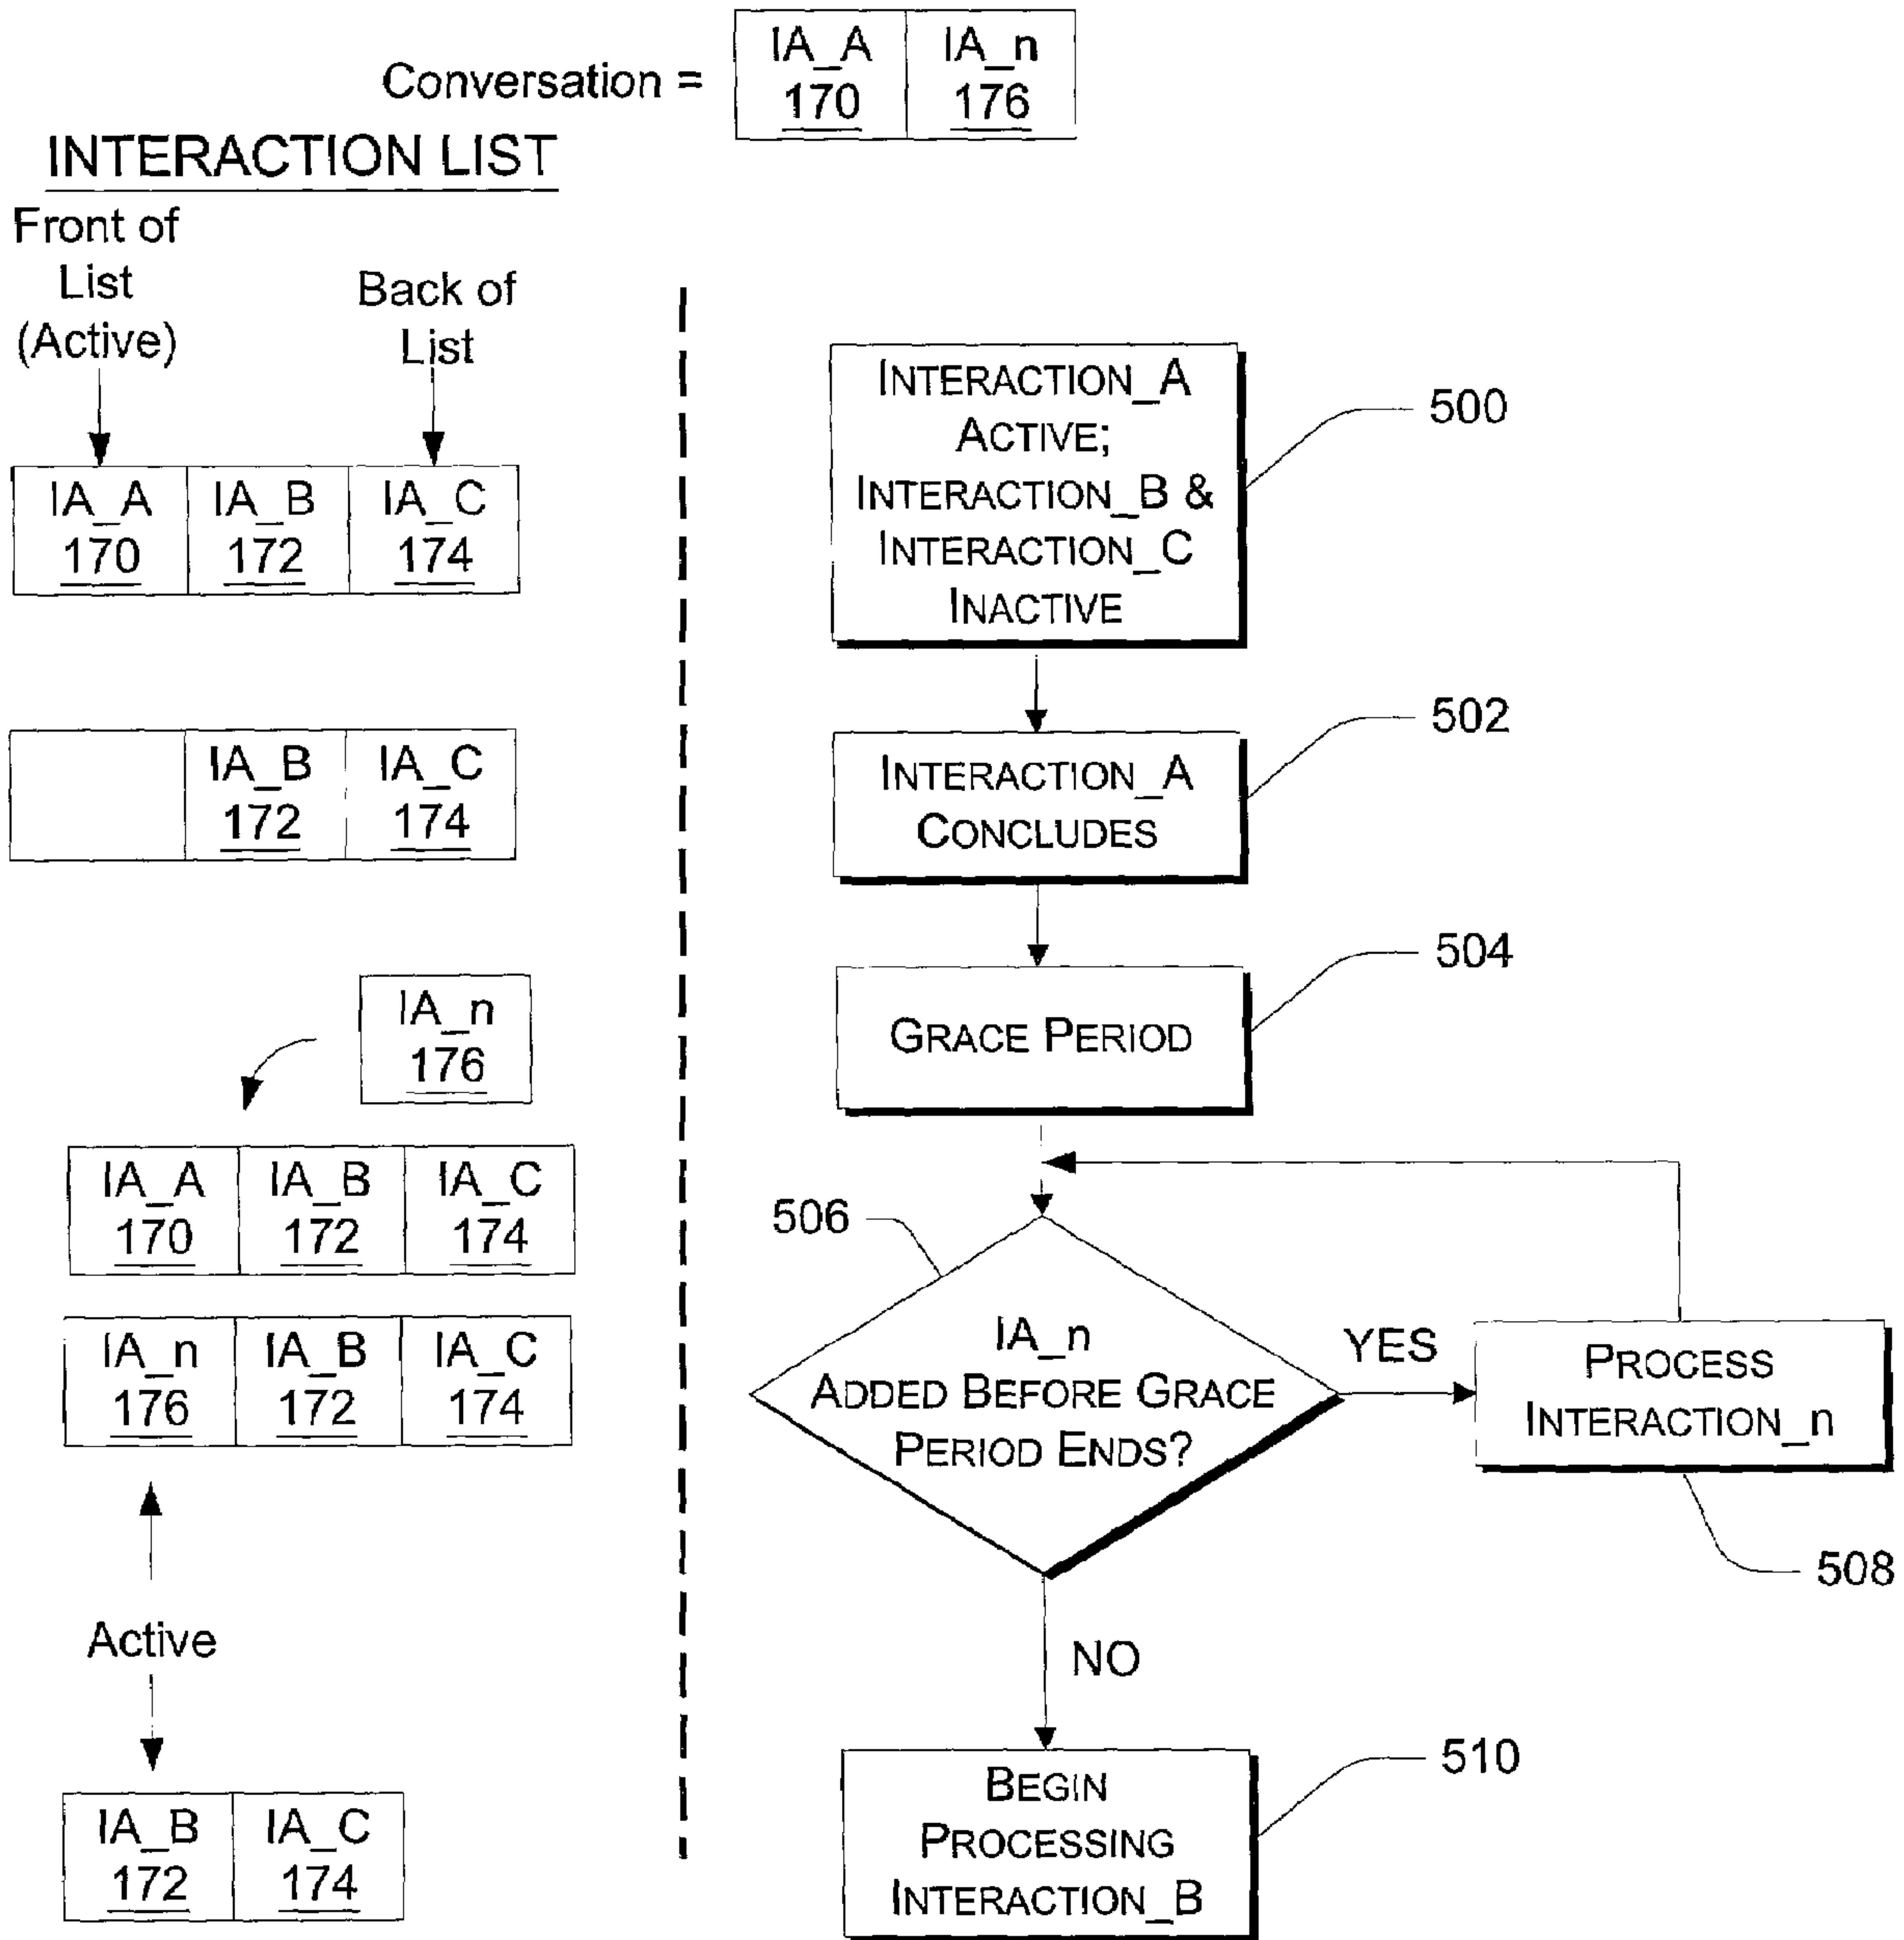 Conversation =
IA_A
170
IA_n
176
INTERACTION LIST
Front of
List
(Active)
Back of
List
IA_A
170
IA_B
172
IA_C
174
INTERACTION_A
ACTIVE;
INTERACTION_B &
INTERACTION_C
INACTIVE
500
IA_B
172
IA_C
174
INTERACTION_A
CONCLUDES
502
IA_n
176
GRACE PERIOD
504
IA_A
170
IA_B
172
IA_C
174
506
IA_n
176
IA_B
172
IA_C
174
IA_n
ADDED BEFORE GRACE
PERIOD ENDS?
YES
PROCESS
INTERACTION_n
508
Active
NO
IA_B
172
IA_C
174
BEGIN
PROCESSING
INTERACTION_B
510